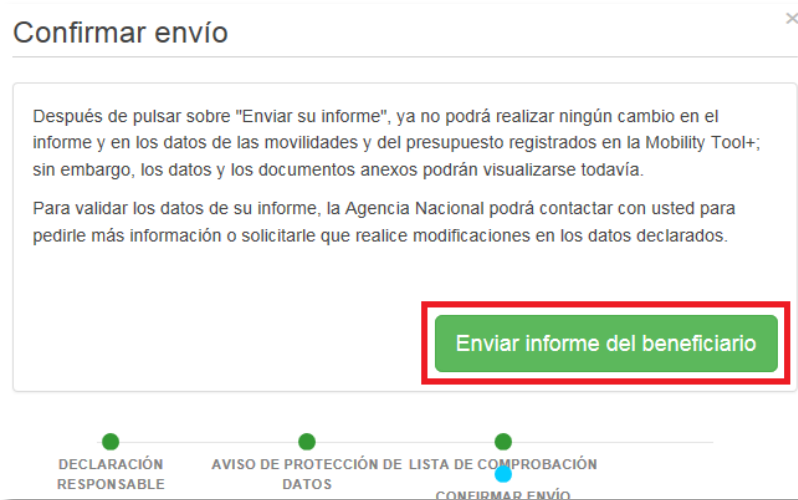 Confirmar envío
×
Después de pulsar sobre "Enviar su informe", ya no podrá realizar ningún cambio en el
informe y en los datos de las movilidades y del presupuesto registrados en la Mobility Tool+;
sin embargo, los datos y los documentos anexos podrán visualizarse todavía.
Para validar los datos de su informe, la Agencia Nacional podrá contactar con usted para
pedirle más información o solicitarle que realice modificaciones en los datos declarados.
Enviar informe del beneficiario
DECLARACIÓN
RESPONSABLE
AVISO DE PROTECCIÓN DE
DATOS
LISTA DE COMPROBACIÓN
CONFIRMAR ENVÍO